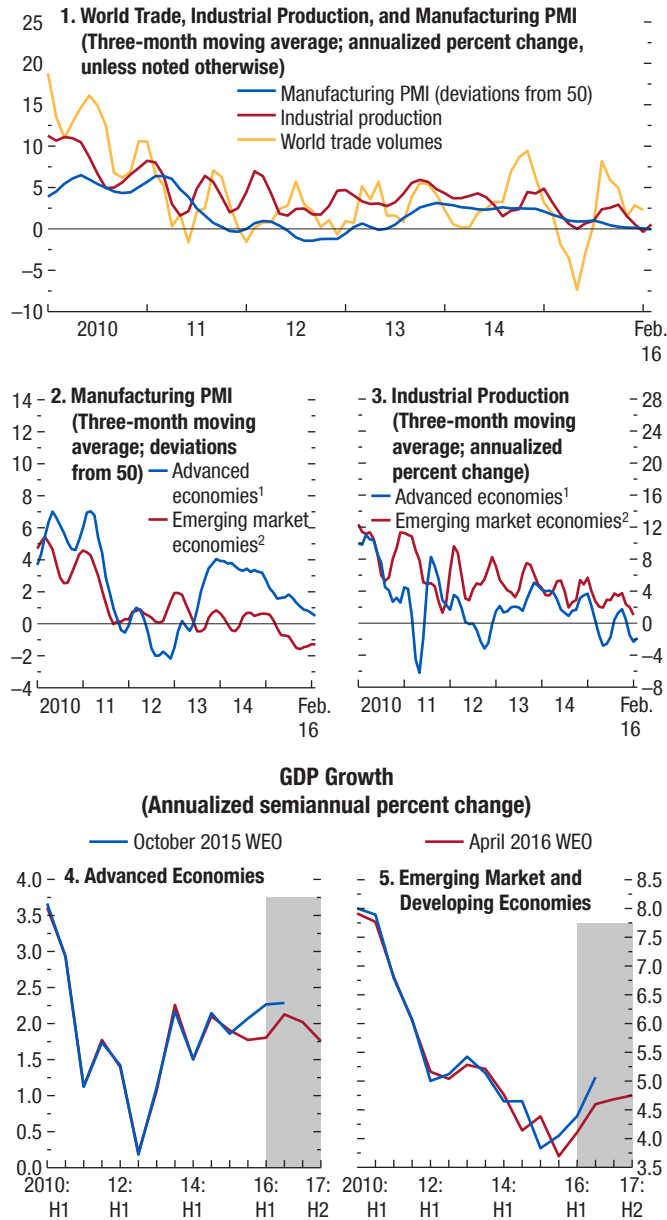 1. World Trade, Industrial Production, and Manufacturing PMI
(Three-month moving average; annualized percent change,
unless noted otherwise)
Manufacturing PMI (deviations from 50)
Industrial production
World trade volumes
25
20
15
10
5
0
–5
–10
2010 11 12 13 14 Feb.
16
2. Manufacturing PMI
(Three-month moving
average; deviations
from 50)
Advanced
economies1
Emerging market
economies2
14
12
10
8
6
4
2
0
–2
–4
2010 11 12 13 14 Feb.
16
3. Industrial Production
(Three-month moving
average; annualized
percent change)
Advanced economies1
Emerging market economies2
28
24
20
16
12
8
4
0
–4
–8
2010 11 12 13 14 Feb.
16
GDP Growth
(Annualized semiannual percent change)
October 2015 WEO April 2016 WEO
4. Advanced Economies
4.0
3.5
3.0
2.5
2.0
1.5
1.0
0.5
0.0
2010: 12: 14: 16: 17:
H1 H1 H1 H1 H2
5. Emerging Market and
Developing Economies
8.5
8.0
7.5
7.0
6.5
6.0
5.5
5.0
4.5
4.0
3.5
2010: 12: 14: 16: 17:
H1 H1 H1 H1 H2